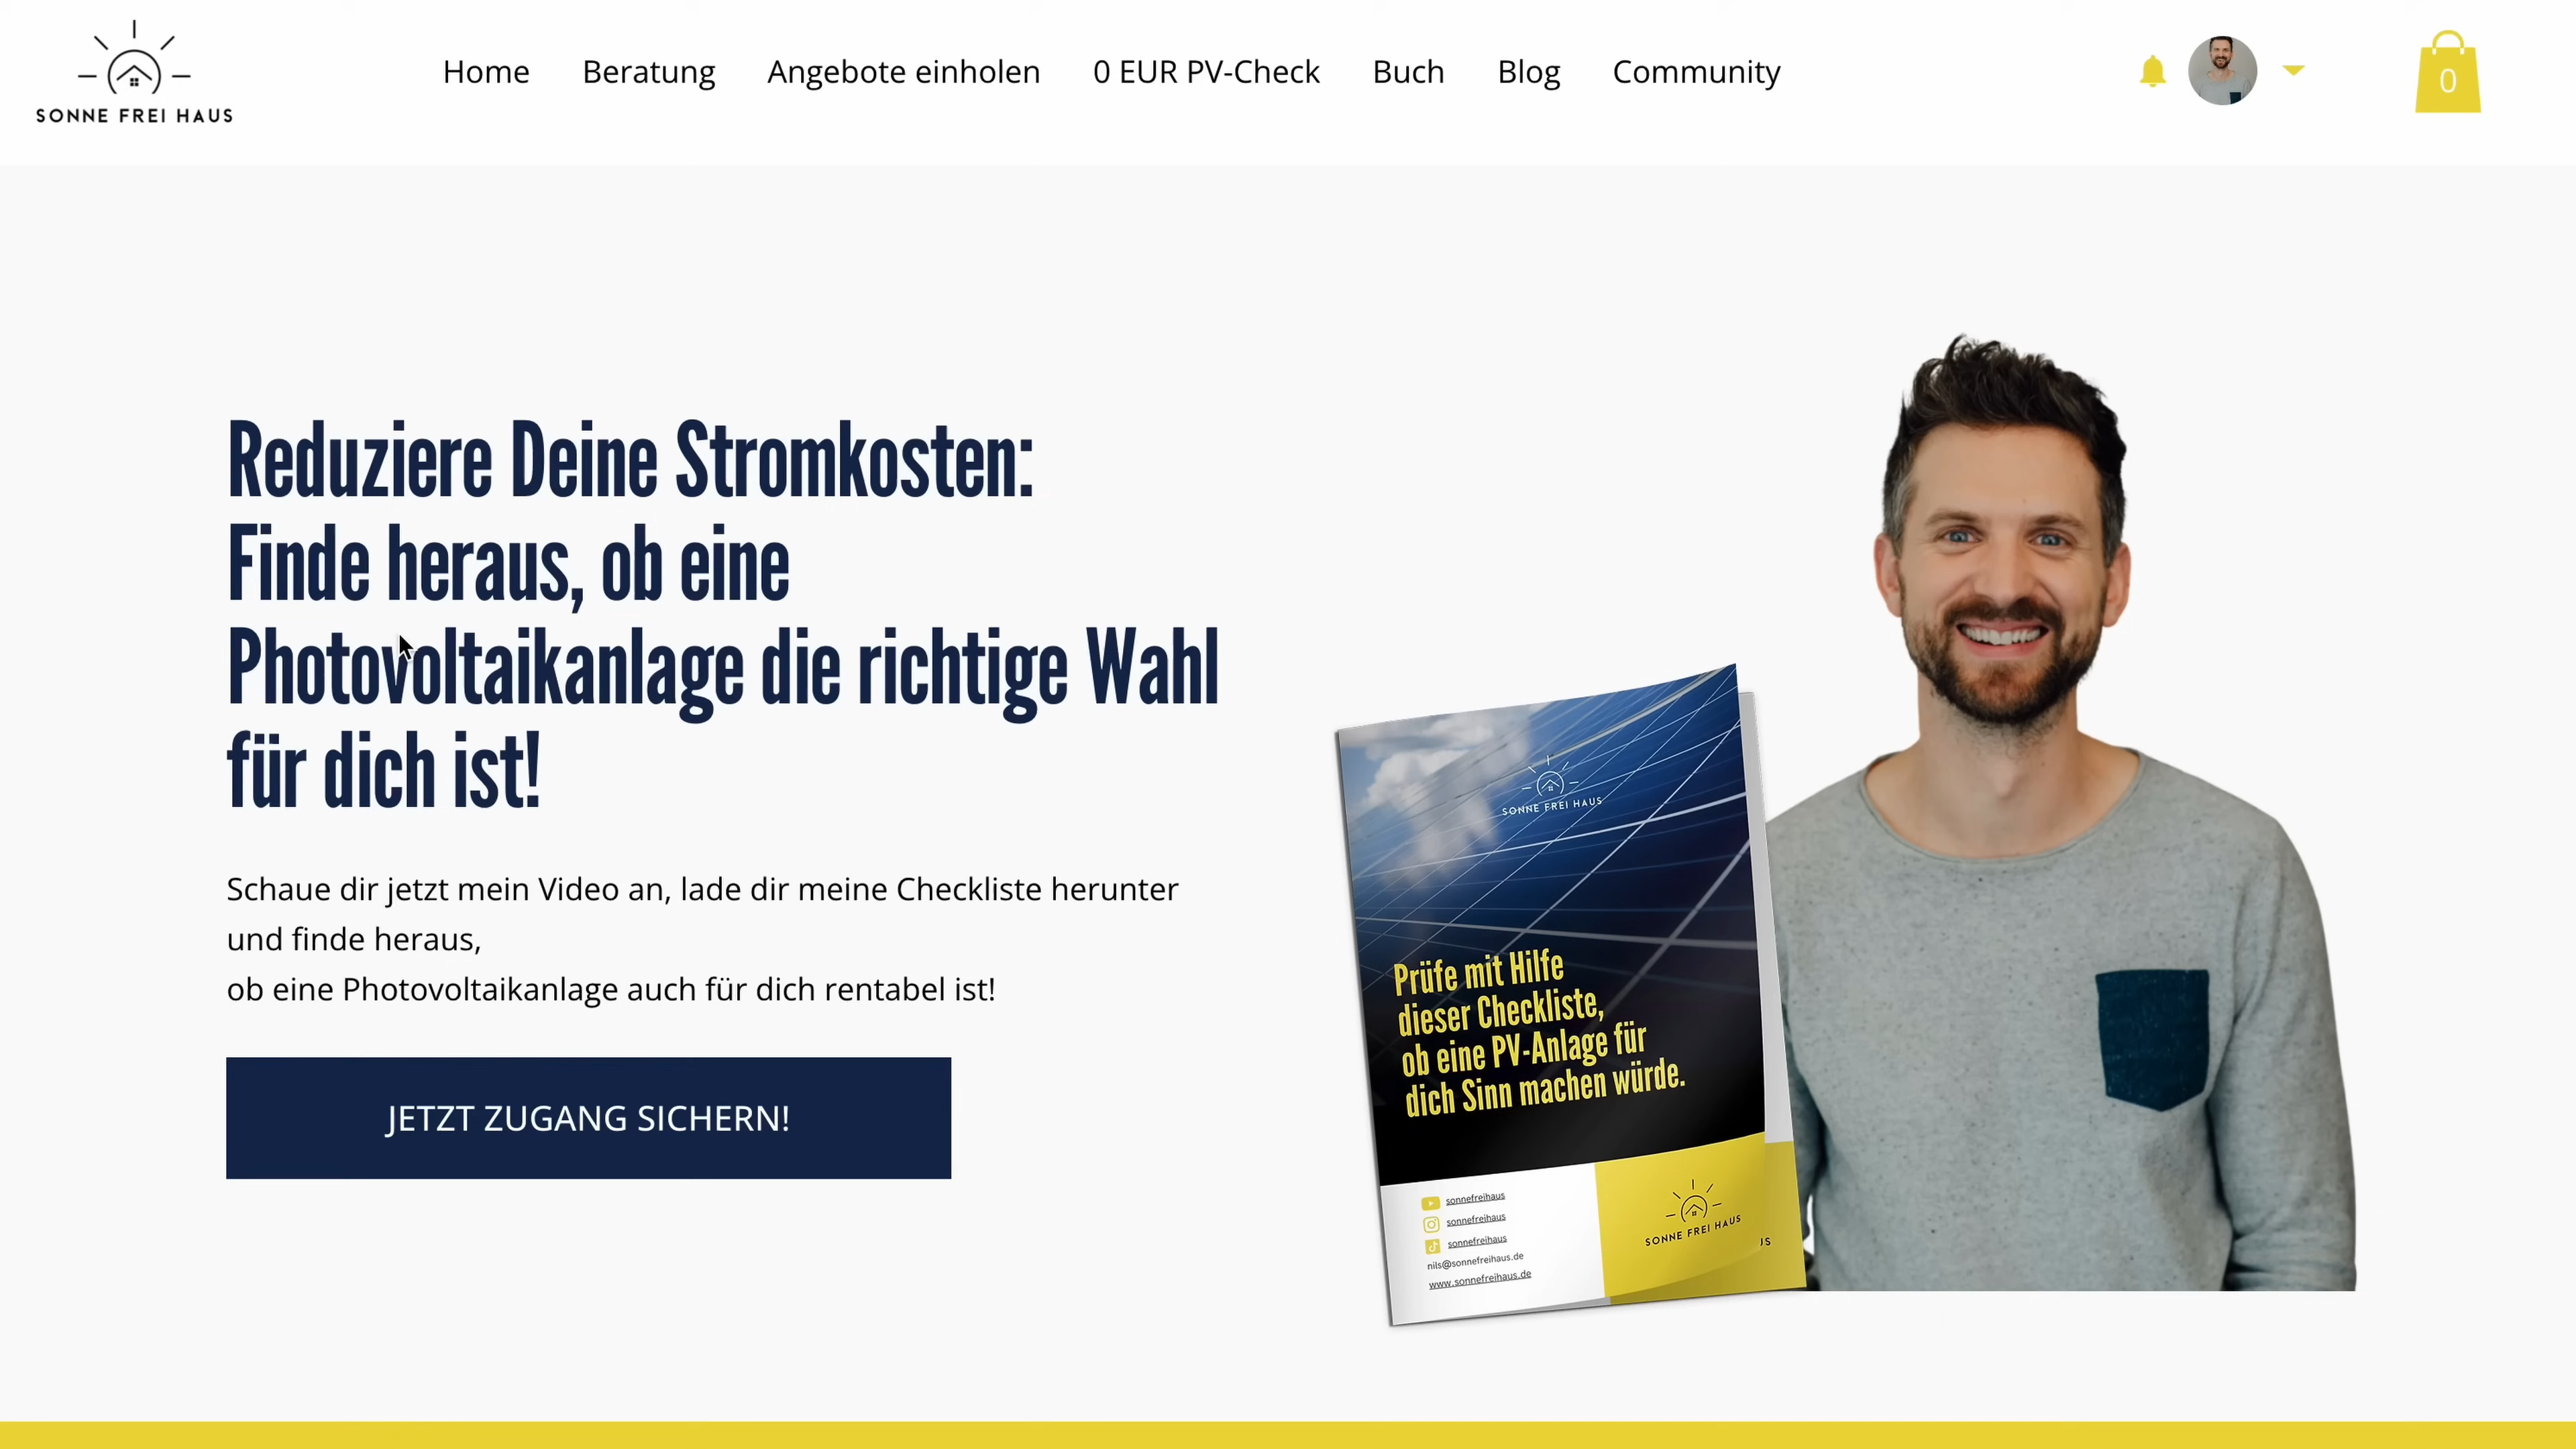 SONNE FREI HAUS
Home
Beratung
Angebote einholen
0 EUR PV-Check
Buch
Blog
Community
0
Reduziere Deine Stromkosten:
Finde heraus, ob eine
Photovoltaikanlage die richtige Wahl
für dich ist!
Schaue dir jetzt mein Video an, lade dir meine Checkliste herunter
und finde heraus,
ob eine Photovoltaikanlage auch für dich rentabel ist!
JETZT ZUGANG SICHERN!
SONNE FREI HAUS
Prüfe mit Hilfe
dieser Checkliste,
ob eine PV-Anlage für
dich Sinn machen würde.
sonnefreihaus
sonnefreihaus
sonnefreihaus
nils@sonnefreihaus.de
www.sonnefreihaus.de
SONNE FREI HAUS